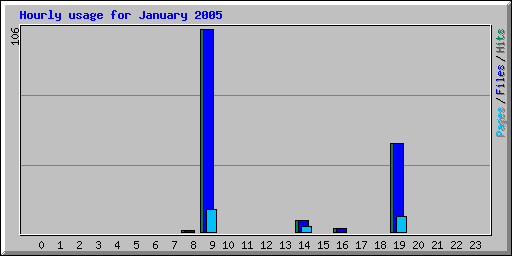 Hourly usage for January 2005
106
Pages/Files/Hits
0 1 2 3 4 5 6 7 8 9 10 11 12 13 14 15 16 17 18 19 20 21 22 23